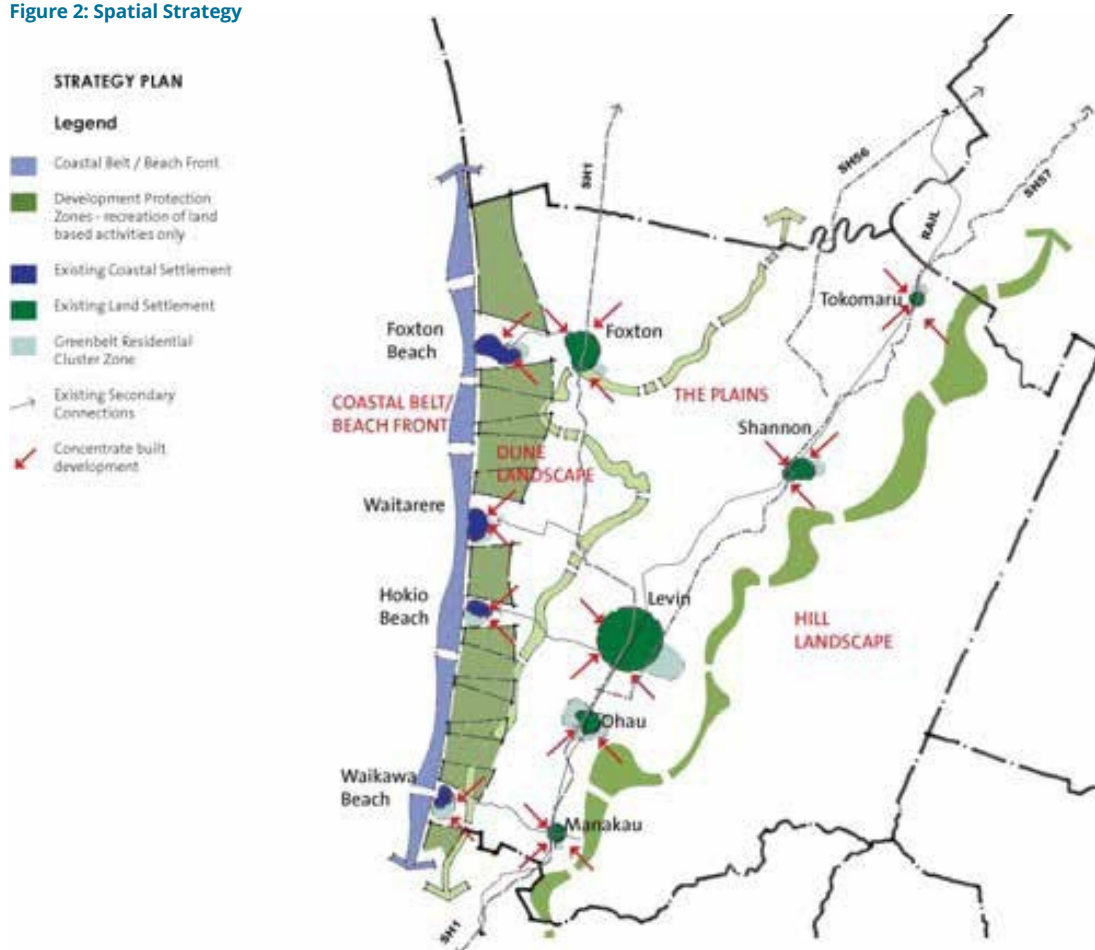 Figure 2: Spatial Strategy
STRATEGY PLAN
Legend
Coastal Belt / Beach Front
Development Protection
Zones - recreation of land
based activities only
Existing Coastal Settlement
Existing Land Settlement
Greenbelt Residential
Cluster Zone
Existing Secondary
Connections
Concentrate built
development
SH1
SH56
SH57
RAIL
Tokomaru
Foxton
Beach
Foxton
COASTAL BELT/
BEACH FRONT
THE PLAINS
Shannon
DUNE
LANDSCAPE
Waitarere
Hokio
Beach
Levin
HILL
LANDSCAPE
Ohau
Waikawa
Beach
Manakau
SH1